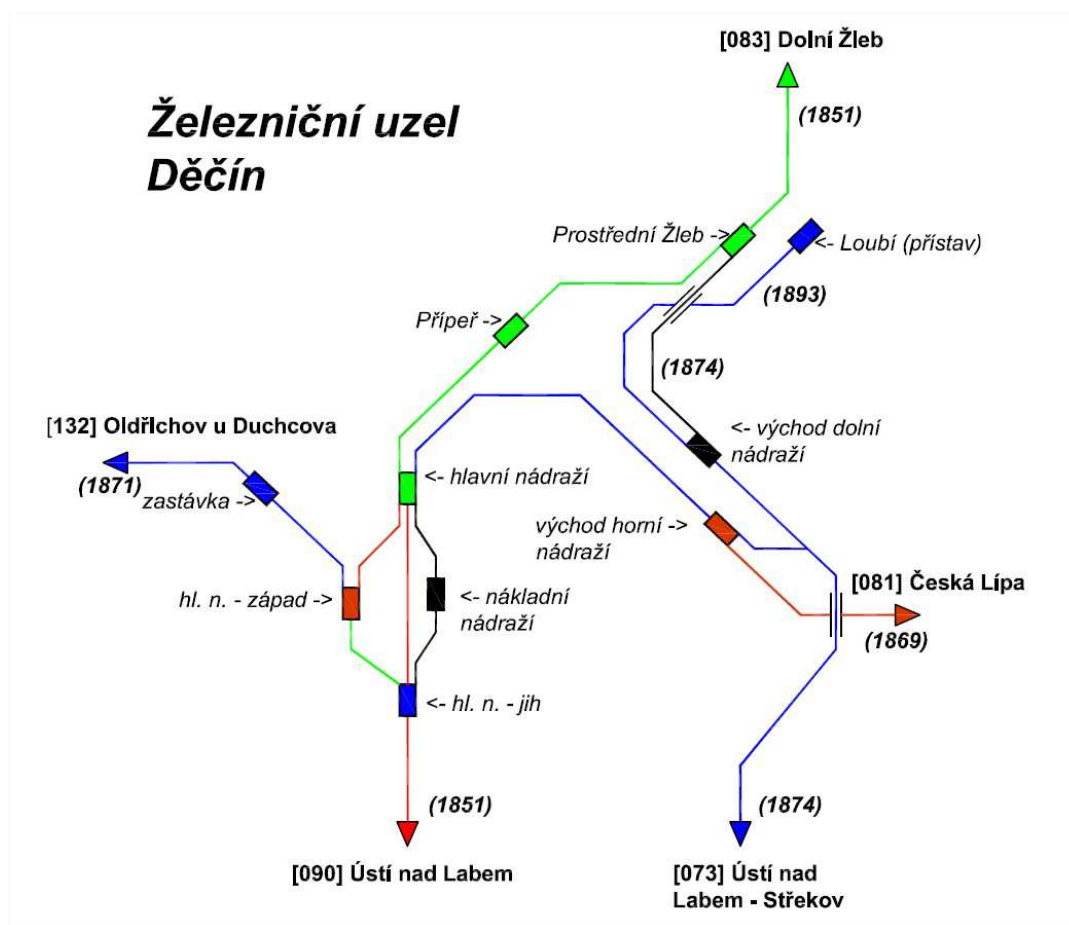 [083] Dolní Žleb
Železniční uzel
Děčín
(1851)
Prostřední Žleb ->
<- Loubí (přístav)
(1893)
Přípeř ->
(1874)
[132] Oldřlchov u Duchcova
<- východ dolní
nádraží
(1871)
zastávka ->
<- hlavní nádraží
východ horní ->
nádraží
[081] Česká Lípa
hl. n. - západ ->
<- nákladní
nádraží
(1869)
<- hl. n. - jih
(1851)
(1874)
[090] Ústí nad Labem
[073] Ústí nad
Labem - Střekov